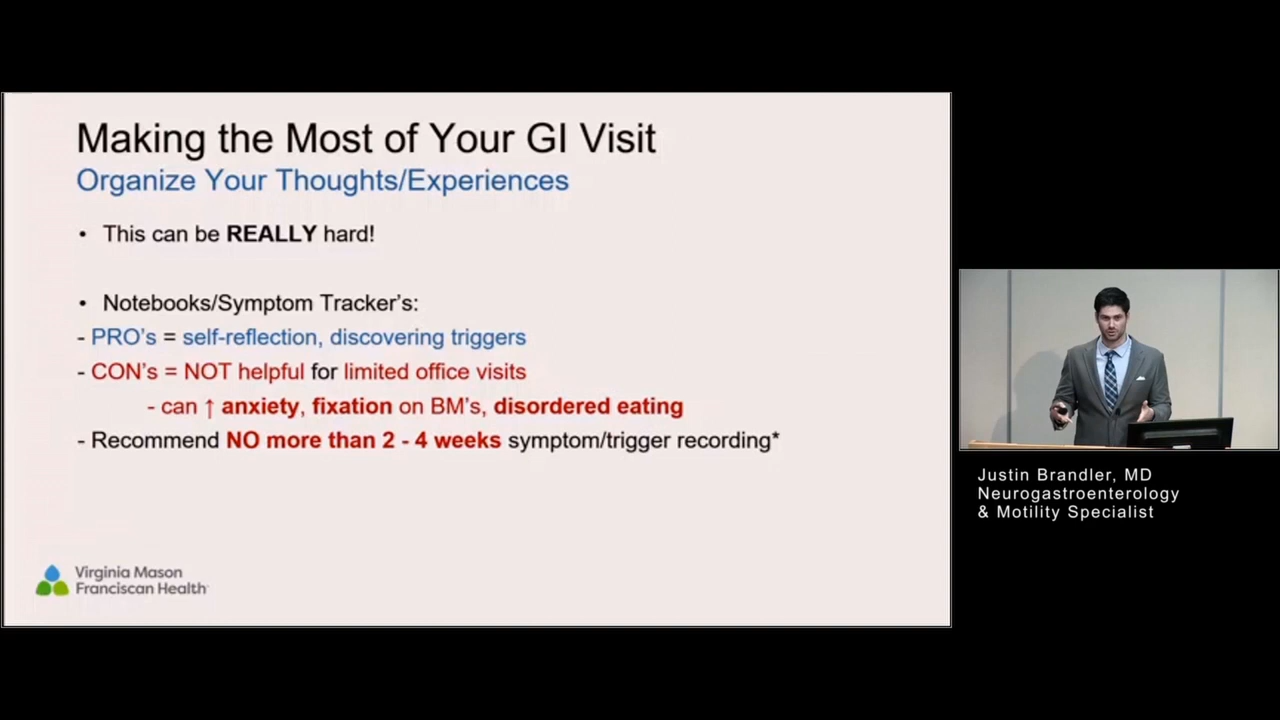 Making the Most of Your GI Visit
Organize Your Thoughts/Experiences
• This can be REALLY hard!
• Notebooks/Symptom Tracker's:
- PRO's = self-reflection, discovering triggers
- CON's = NOT helpful for limited office visits
- can ↑ anxiety, fixation on BM's, disordered eating
- Recommend NO more than 2 - 4 weeks symptom/trigger recording*
Virginia Mason
Franciscan Health
Justin Brandler, MD
Neurogastroenterology
& Motility Specialist